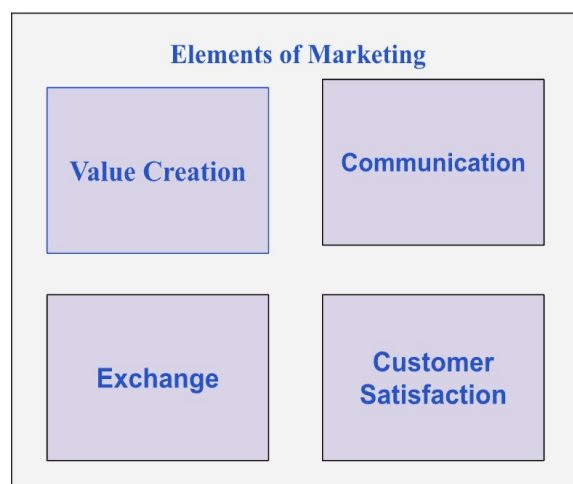 Elements of Marketing
Value Creation
Communication
Exchange
Customer
Satisfaction